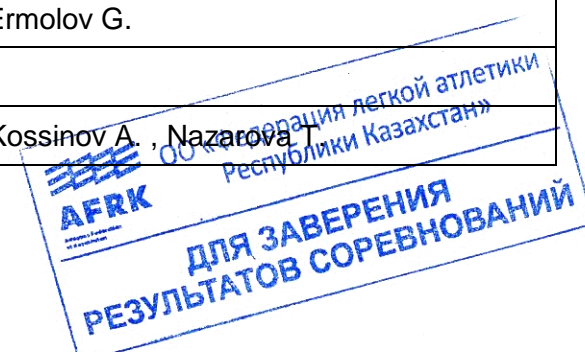 Ermolov G.
Kossinov A. , Nazarova T.
ОО «Федерация легкой атлетики
Республики Казахстан»
AFRK
ДЛЯ ЗАВЕРЕНИЯ
РЕЗУЛЬТАТОВ СОРЕВНОВАНИЙ